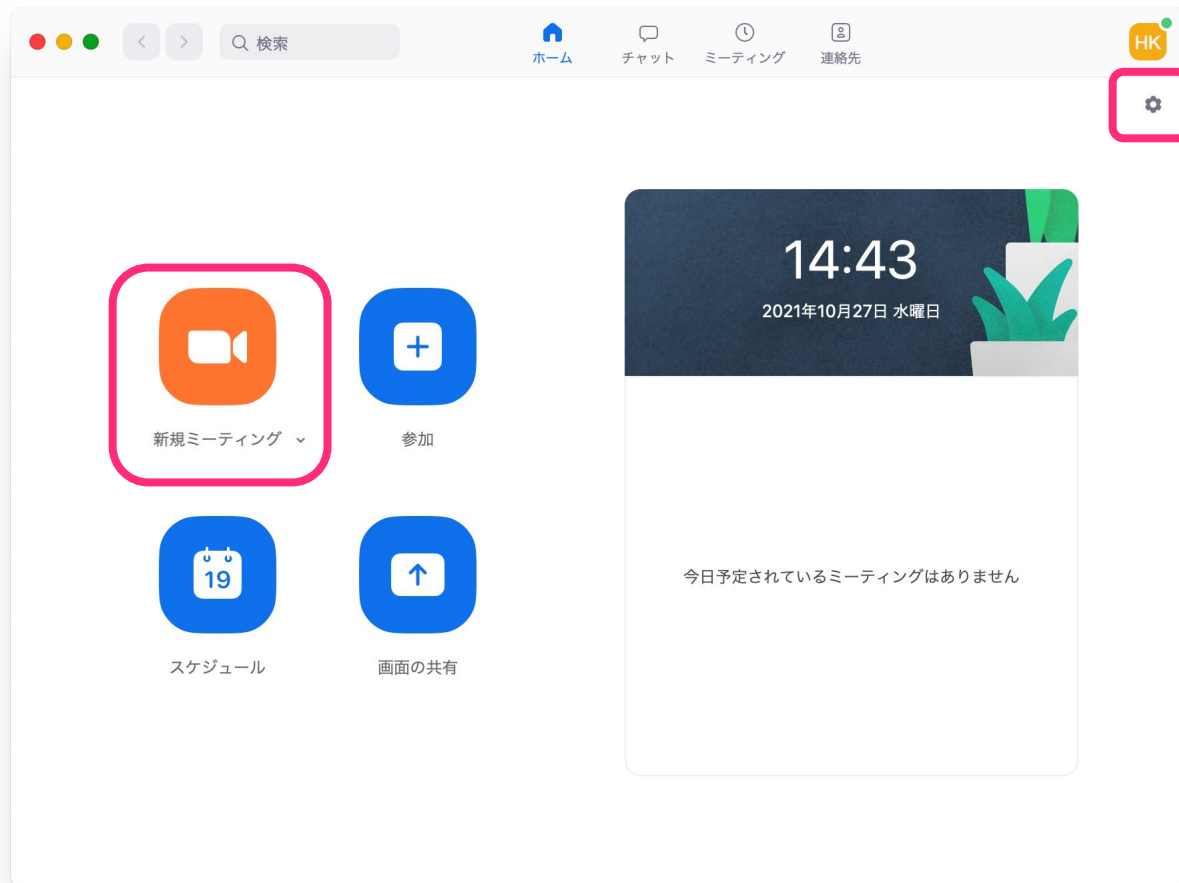 検索
ホーム
チャット
ミーティング
連絡先
HK
14:43
2021年10月27日 水曜日
新規ミーティング
参加
19
スケジュール
画面の共有
今日予定されているミーティングはありません